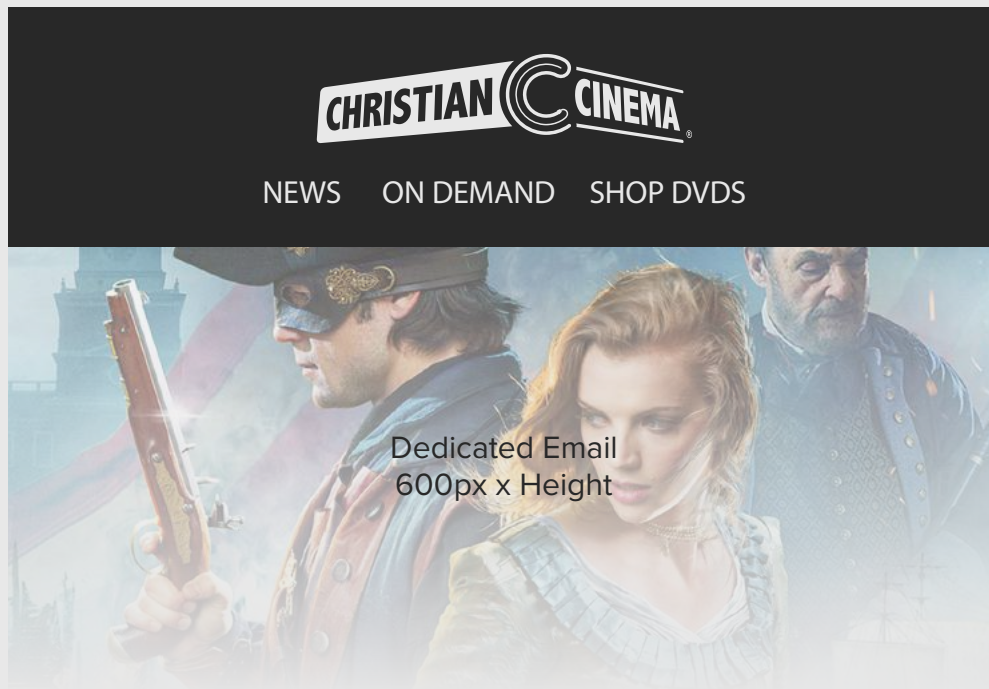 CHRISTIAN CINEMA ®
NEWS ON DEMAND SHOP DVDS
Dedicated Email
600px x Height